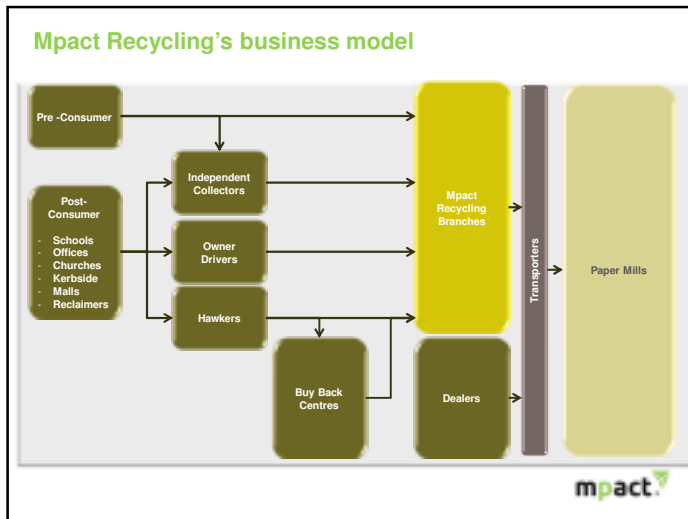 Mpact Recycling's business model
Pre -Consumer
Independent
Collectors
Post-
Consumer
- Schools
- Offices
- Churches
- Kerbside
- Malls
- Reclaimers
Owner
Drivers
Hawkers
Buy Back
Centres
Mpact
Recycling
Branches
Dealers
Transporters
Paper Mills
mpact